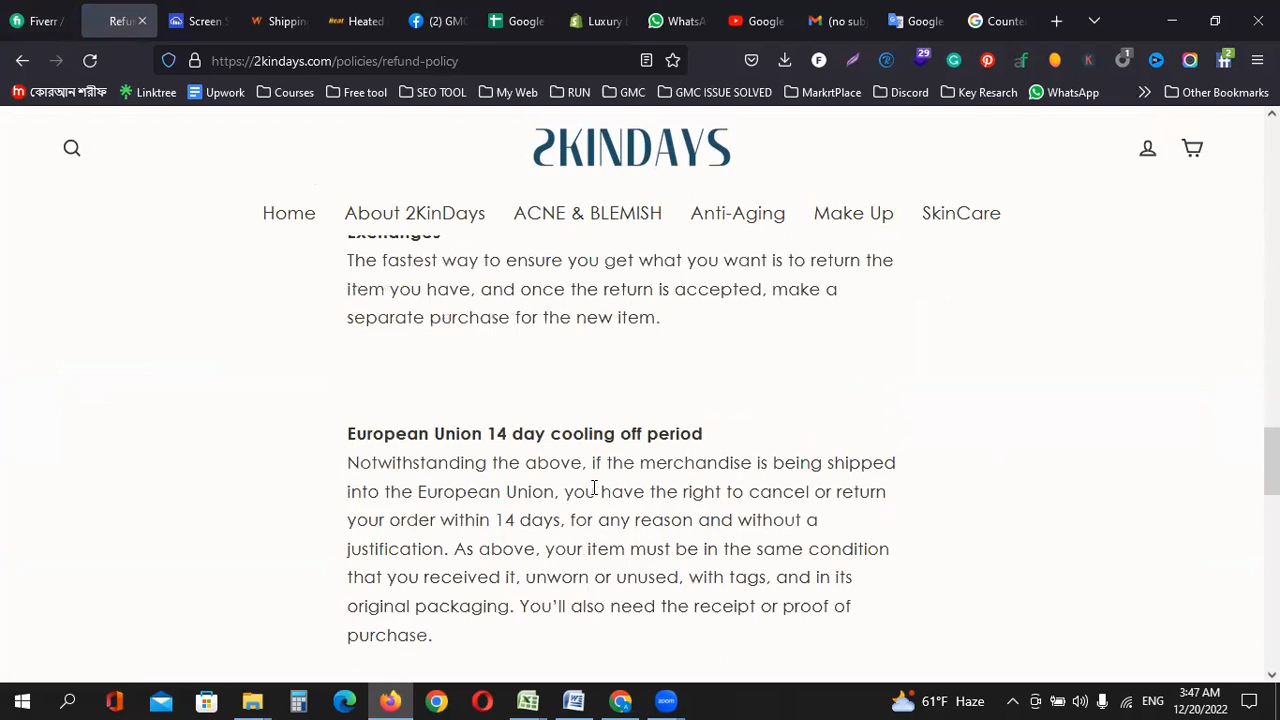 Fiverr /
Refu
Screen S
Shipping
Heated
(2) GMC
Google
Luxury
WhatsA
Google
(no sub
Google
Counte
https://2kindays.com/policies/refund-policy
29
1
2
কোরআন শরীফ
Linktree
Upwork
Courses
Free tool
SEO TOOL
My Web
RUN
GMC
GMC ISSUE SOLVED
MarkrtPlace
Discord
Key Resarch
WhatsApp
Other Bookmarks
2KINDAYS
Home
About 2KinDays
ACNE & BLEMISH
Anti-Aging
Make Up
SkinCare
Exchanges
The fastest way to ensure you get what you want is to return the
item you have, and once the return is accepted, make a
separate purchase for the new item.
European Union 14 day cooling off period
Notwithstanding the above, if the merchandise is being shipped
into the European Union, you have the right to cancel or return
your order within 14 days, for any reason and without a
justification. As above, your item must be in the same condition
that you received it, unworn or unused, with tags, and in its
original packaging. You’ll also need the receipt or proof of
purchase.
61°F Haze
ENG
3:47 AM
12/20/2022